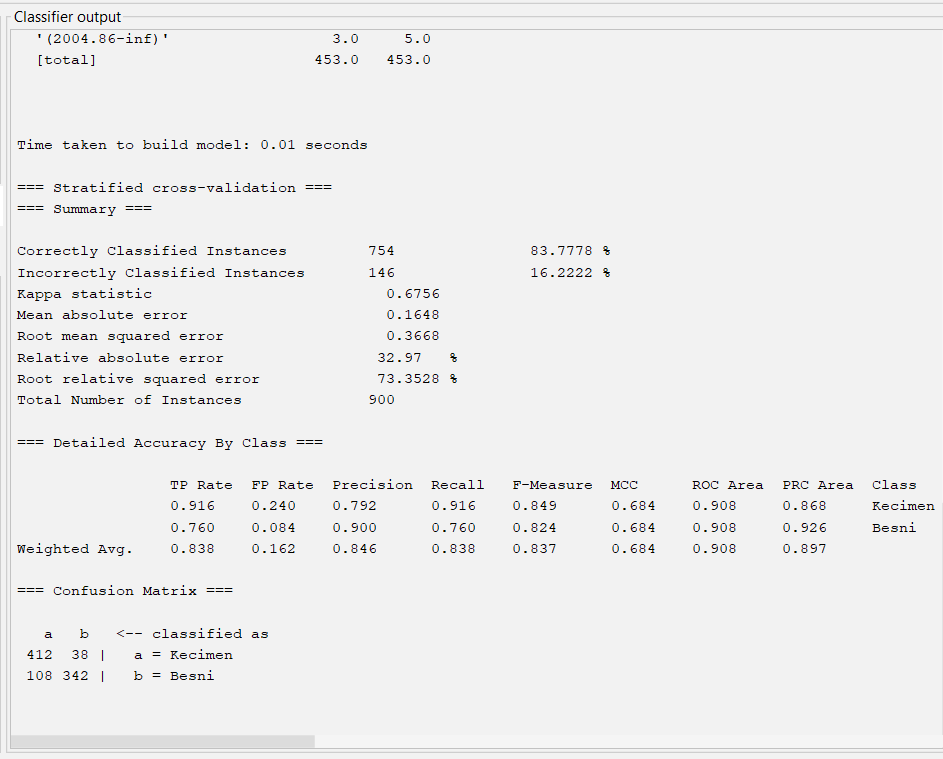 Classifier output
'(2004.86-inf)' 3.0 5.0
[total] 453.0 453.0
Time taken to build model: 0.01 seconds
=== Stratified cross-validation ===
=== Summary ===
Correctly Classified Instances 754 83.7778 %
Incorrectly Classified Instances 146 16.2222 %
Kappa statistic 0.6756
Mean absolute error 0.1648
Root mean squared error 0.3668
Relative absolute error 32.97 %
Root relative squared error 73.3528 %
Total Number of Instances 900
=== Detailed Accuracy By Class ===
TP Rate FP Rate Precision Recall F-Measure MCC ROC Area PRC Area Class
0.916 0.240 0.792 0.916 0.849 0.684 0.908 0.868 Kecimen
0.760 0.084 0.900 0.760 0.824 0.684 0.908 0.926 Besni
Weighted Avg. 0.838 0.162 0.846 0.838 0.837 0.684 0.908 0.897
=== Confusion Matrix ===
a b <-- classified as
412 38 | a = Kecimen
108 342 | b = Besni